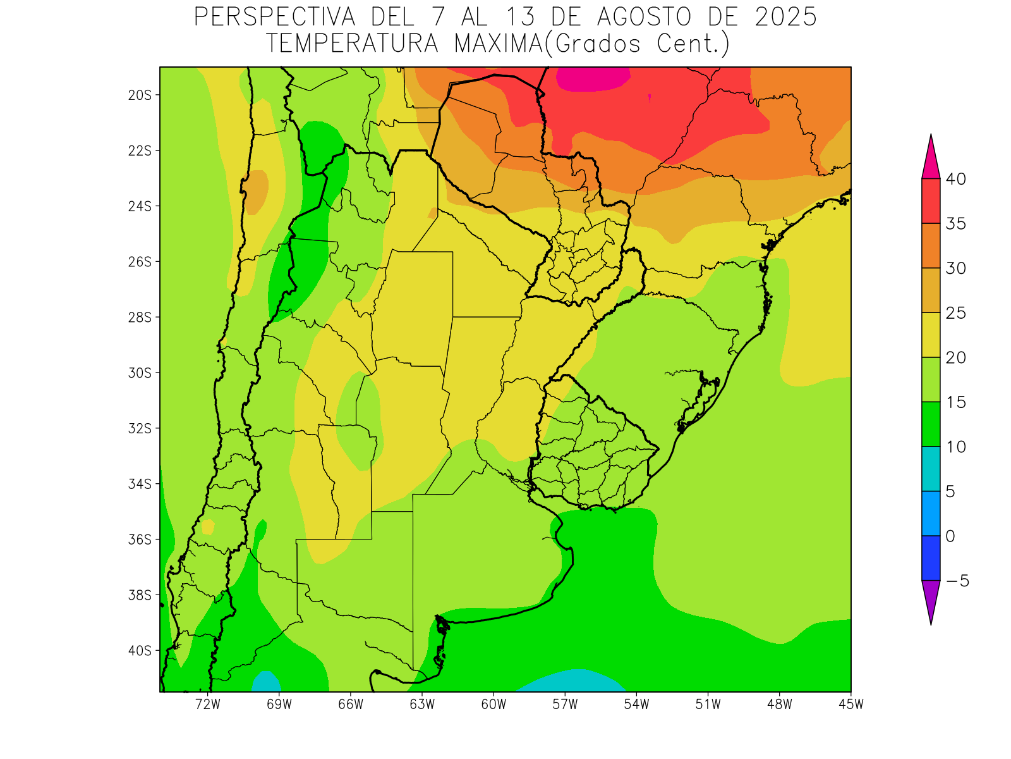 PERSPECTIVA DEL 7 AL 13 DE AGOSTO DE 2025
TEMPERATURA MAXIMA(Grados Cent.)
20S
22S
24S
26S
28S
30S
32S
34S
36S
38S
40S
72W 69W 66W 63W 60W 57W 54W 51W 48W 45W
40
35
30
25
20
15
10
5
0
−5